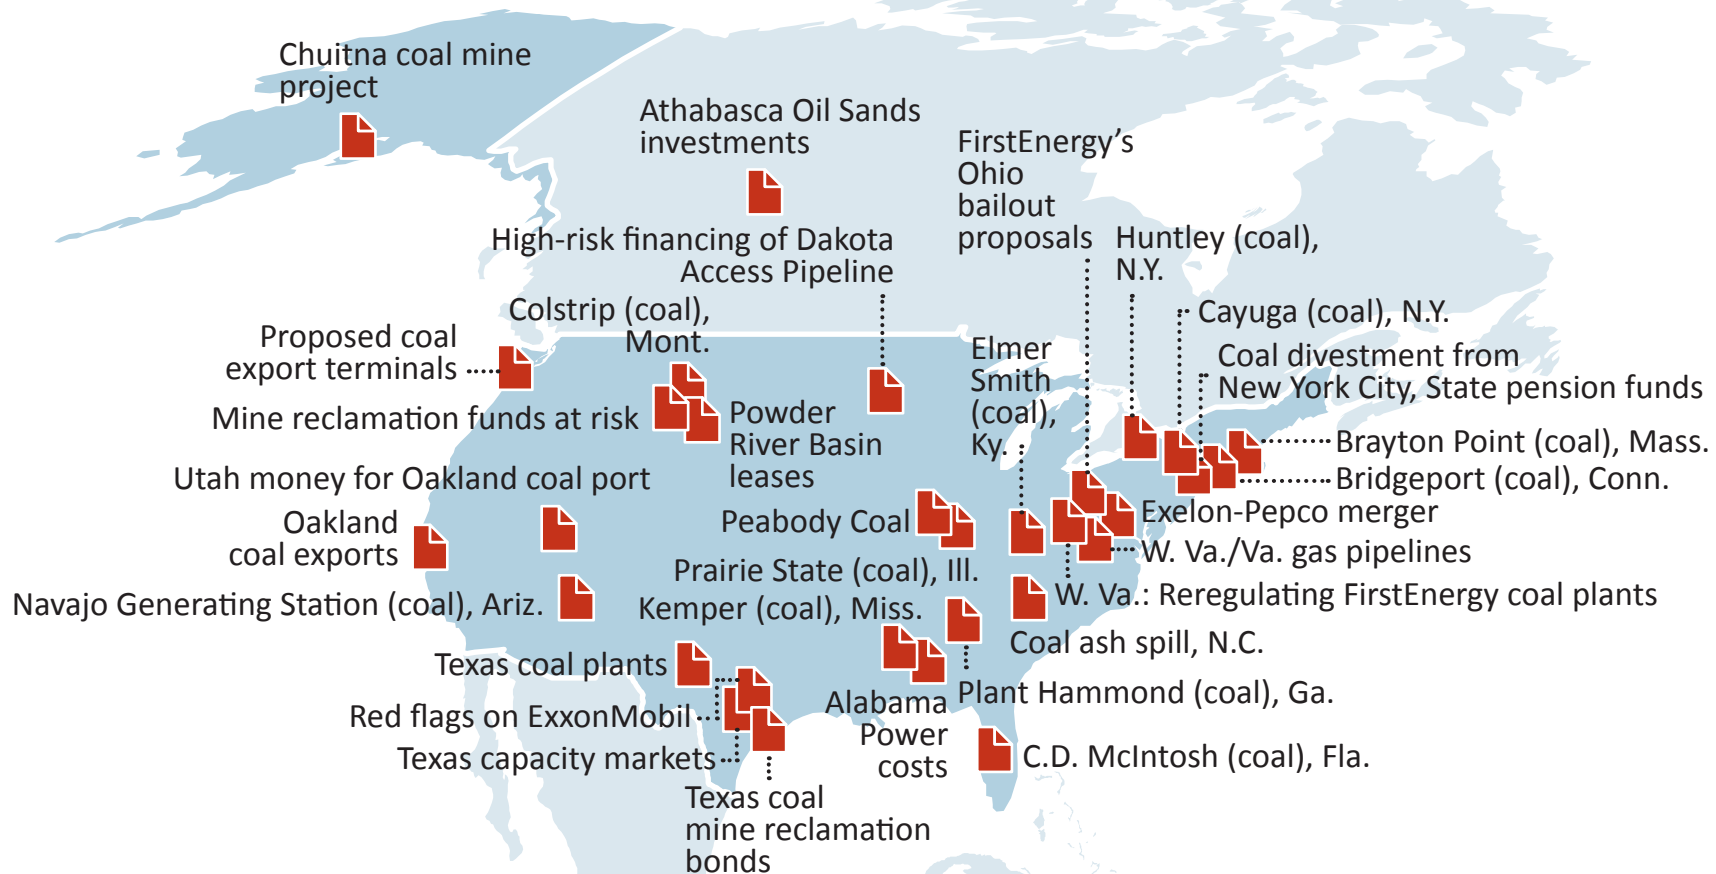 Chuitna coal mine
project
Athabasca Oil Sands
investments
FirstEnergy’s
Ohio
bailout
proposals
High-risk financing of Dakota
Access Pipeline
Huntley (coal),
N.Y.
Colstrip (coal),
Mont.
Cayuga (coal), N.Y.
Proposed coal
export terminals
Elmer
Smith
(coal),
Ky.
Coal divestment from
New York City, State pension funds
Mine reclamation funds at risk
Powder
River Basin
leases
Brayton Point (coal), Mass.
Bridgeport (coal), Conn.
Utah money for Oakland coal port
Oakland
coal exports
Peabody Coal
Exelon-Pepco merger
W. Va./Va. gas pipelines
Prairie State (coal), Ill.
Navajo Generating Station (coal), Ariz.
Kemper (coal), Miss.
W. Va.: Reregulating FirstEnergy coal plants
Coal ash spill, N.C.
Texas coal plants
Plant Hammond (coal), Ga.
Alabama
Power
costs
Red flags on ExxonMobil
Texas capacity markets
C.D. McIntosh (coal), Fla.
Texas coal
mine reclamation
bonds